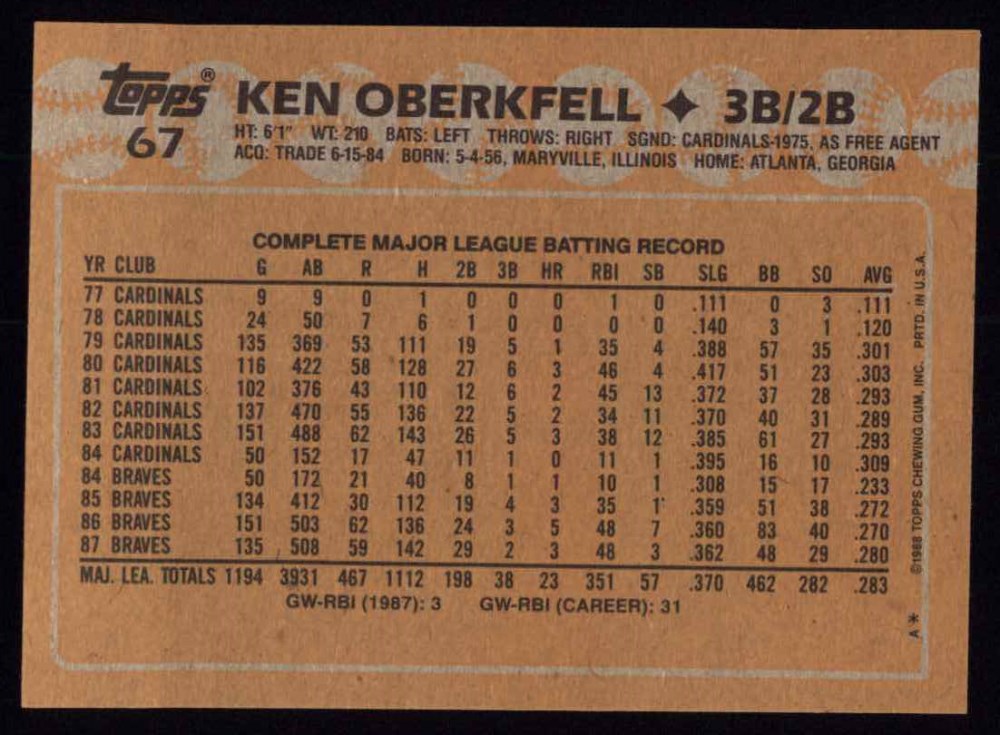 topps® KEN OBERKFELL ✦ 3B/2B
67
HT: 6'1" WT: 210 BATS: LEFT THROWS: RIGHT SGND: CARDINALS-1975, AS FREE AGENT
ACQ: TRADE 6-15-84 BORN: 5-4-56, MARYVILLE, ILLINOIS HOME: ATLANTA, GEORGIA
COMPLETE MAJOR LEAGUE BATTING RECORD
YR CLUB G AB R H 2B 3B HR RBI SB SLG BB SO AVG
77 CARDINALS 9 9 0 1 0 0 0 1 0 .111 0 3 .111
78 CARDINALS 24 50 7 6 1 0 0 0 0 .140 3 1 .120
79 CARDINALS 135 369 53 111 19 5 1 35 4 .388 57 35 .301
80 CARDINALS 116 422 58 128 27 6 3 46 4 .417 51 23 .303
81 CARDINALS 102 376 43 110 12 6 2 45 13 .372 37 28 .293
82 CARDINALS 137 470 55 136 22 5 2 34 11 .370 40 31 .289
83 CARDINALS 151 488 62 143 26 5 3 38 12 .385 61 27 .293
84 CARDINALS 50 152 17 47 11 1 0 11 1 .395 16 10 .309
84 BRAVES 50 172 21 40 8 1 1 10 1 .308 15 17 .233
85 BRAVES 134 412 30 112 19 4 3 35 1 .359 51 38 .272
86 BRAVES 151 503 62 136 24 3 5 48 7 .360 83 40 .270
87 BRAVES 135 508 59 142 29 2 3 48 3 .362 48 29 .280
MAJ. LEA. TOTALS 1194 3931 467 1112 198 38 23 351 57 .370 462 282 .283
GW-RBI (1987): 3 GW-RBI (CAREER): 31
A* ©1988 TOPPS CHEWING GUM, INC. PRTD. IN U.S.A.